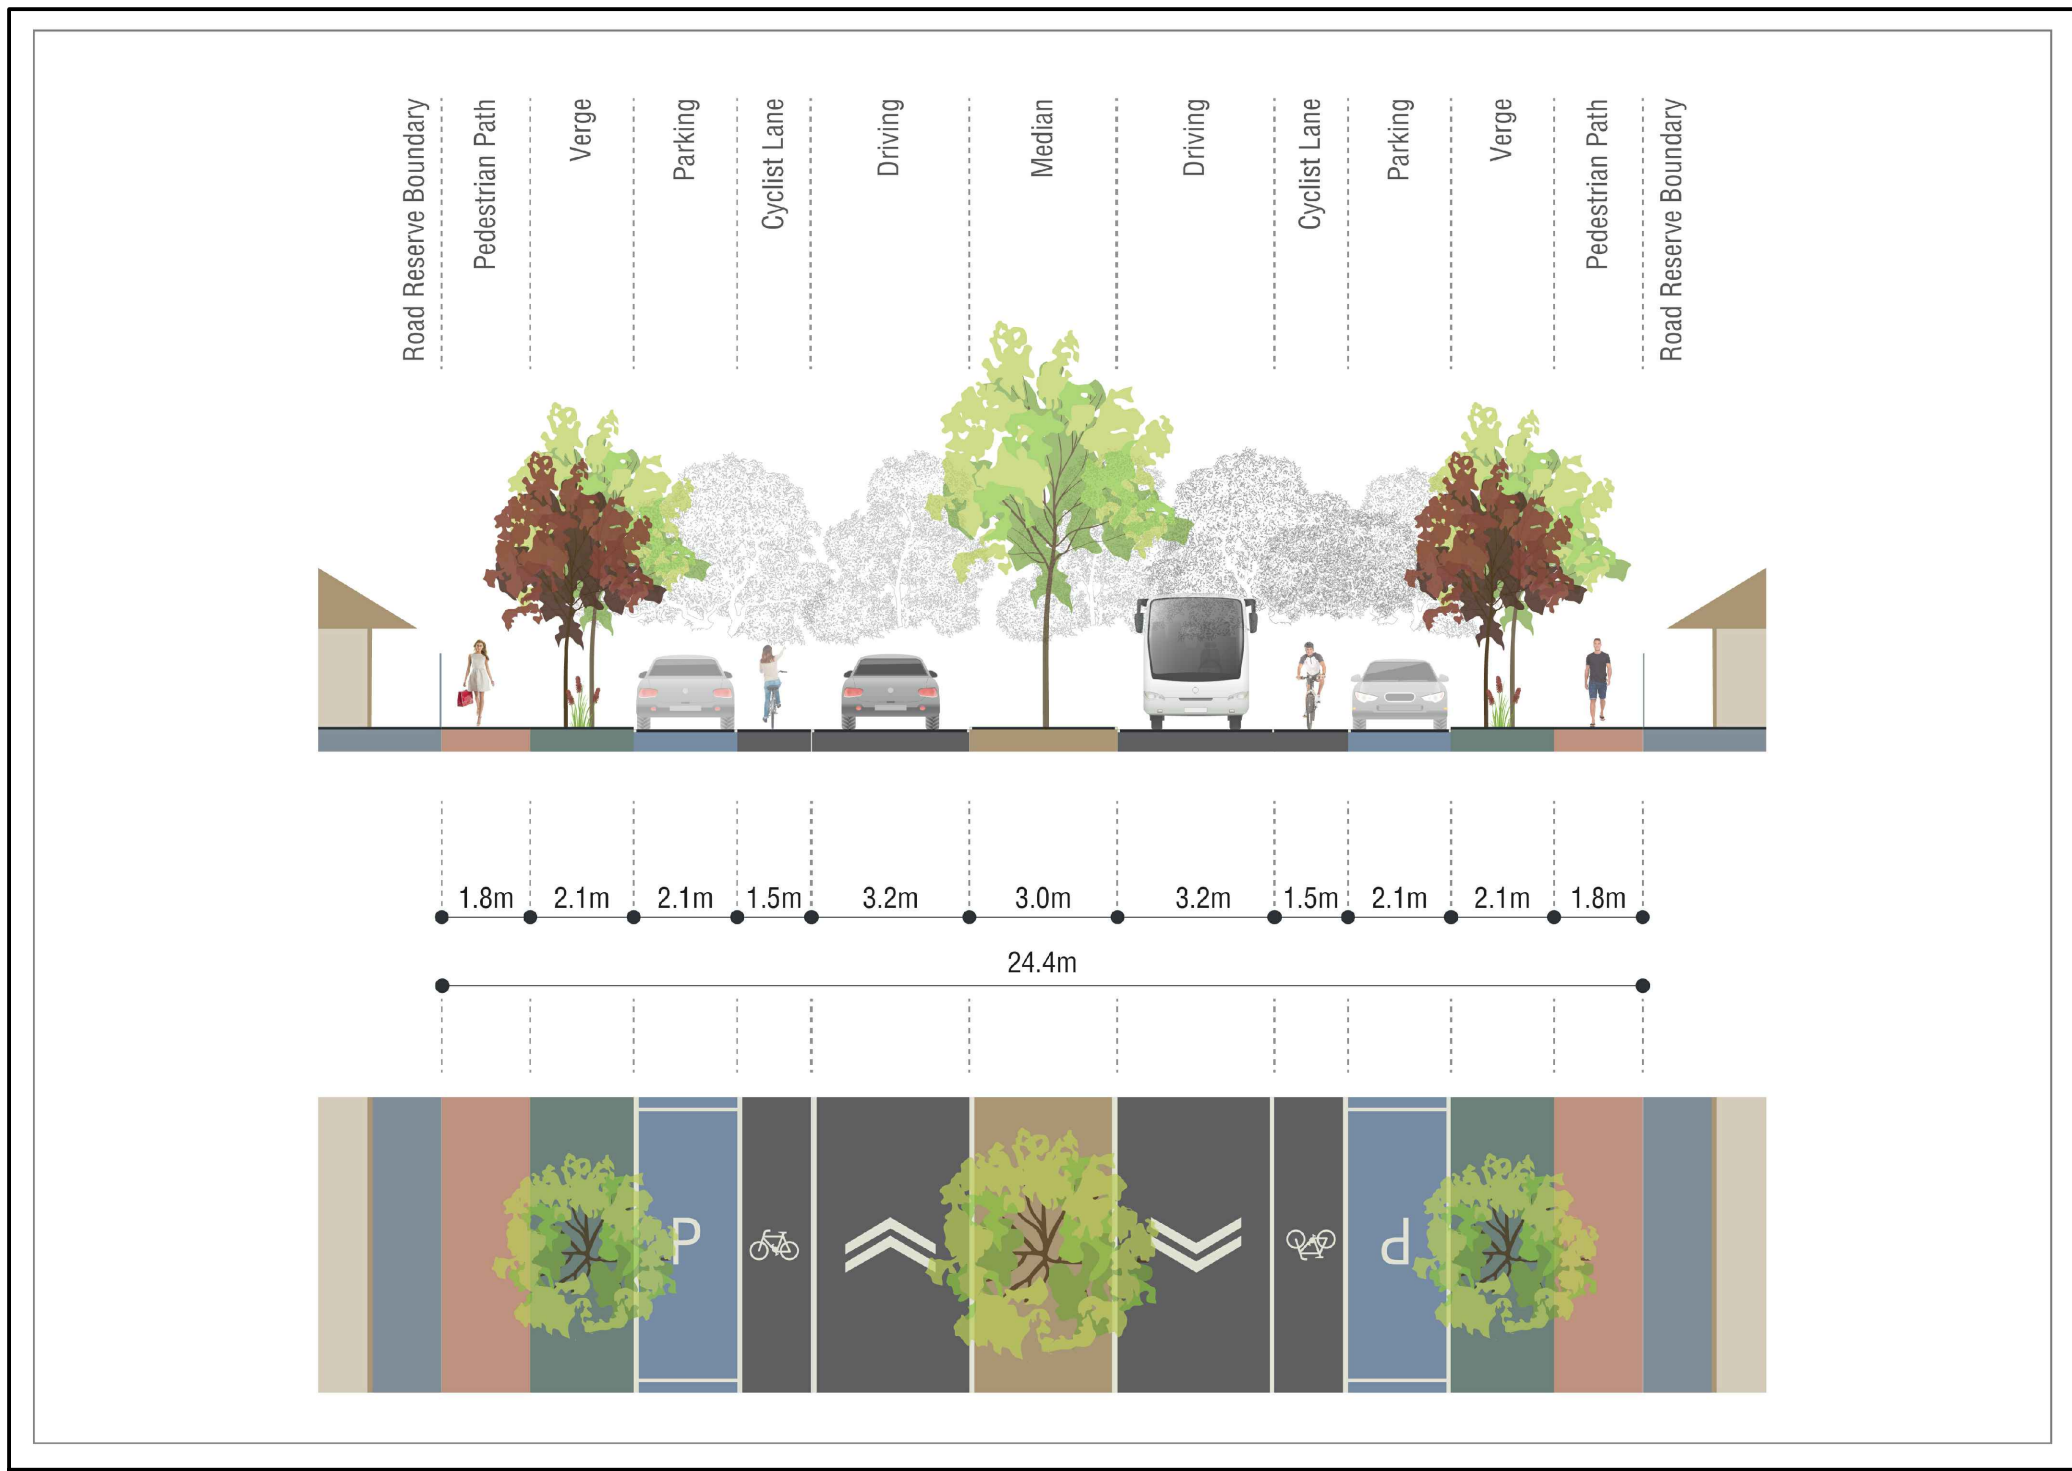 Road Reserve Boundary
Pedestrian Path
Verge
Parking
Cyclist Lane
Driving
Median
Driving
Cyclist Lane
Parking
Verge
Pedestrian Path
Road Reserve Boundary
1.8m
2.1m
2.1m
1.5m
3.2m
3.0m
3.2m
1.5m
2.1m
2.1m
1.8m
24.4m
P
P